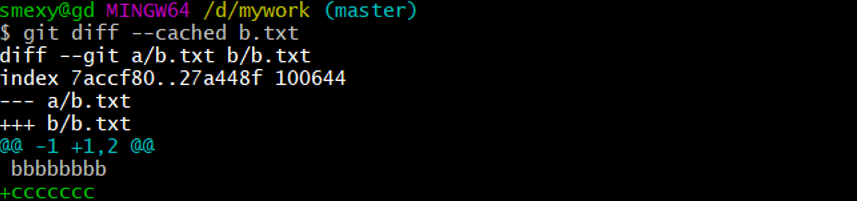 smexy@gd MINGW64 /d/mywork (master)
$ git diff --cached b.txt
diff --git a/b.txt b/b.txt
index 7accf80..27a448f 100644
--- a/b.txt
+++ b/b.txt
@@ -1 +1,2 @@
 bbbbbbbb
+ccccccc